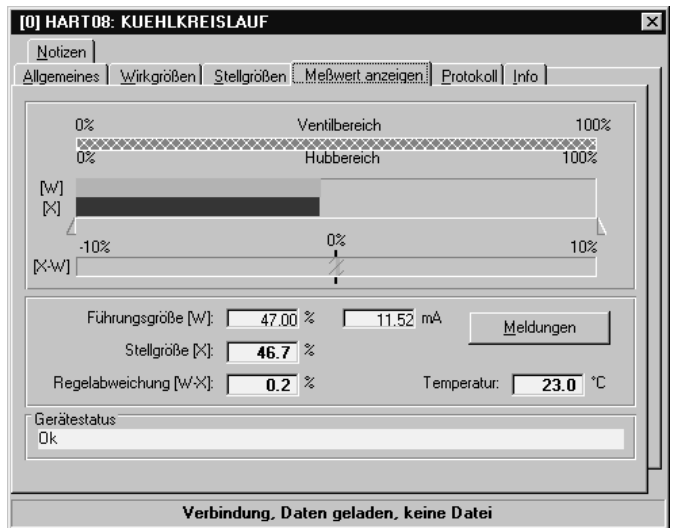 [0] HART08: KUEHLKREISLAUF
Notizen
Allgemeines Wirkgrößen Stellgrößen Meßwert anzeigen Protokoll Info
0% Ventilbereich 100%
0% Hubbereich 100%
[W]
[X]
-10% 0% 10%
[X-W]
Führungsgröße [W]: 47.00 % 11.52 mA Meldungen
Stellgröße [X]: 46.7 %
Regelabweichung [W-X]: 0.2 % Temperatur: 23.0 °C
Gerätestatus
Ok
Verbindung, Daten geladen, keine Datei